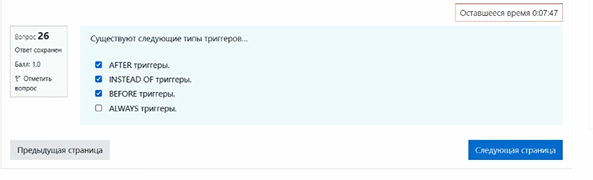 Оставшееся время 0:07:47
Вопрос 26
Ответ сохранен
Балл: 1,0
Отметить
вопрос
Существуют следующие типы триггеров...
AFTER триггеры.
INSTEAD OF триггеры.
BEFORE триггеры.
ALWAYS триггеры.
Предыдущая страница
Следующая страница